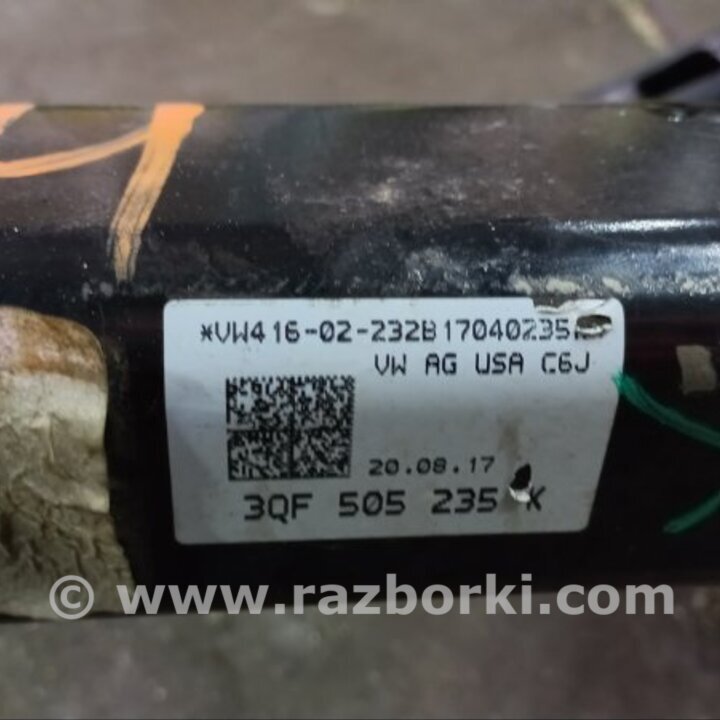 *VW416-02-232B17040235
VW AG USA C6J
20.08.17
3QF 505 235 K
© www.razborki.com